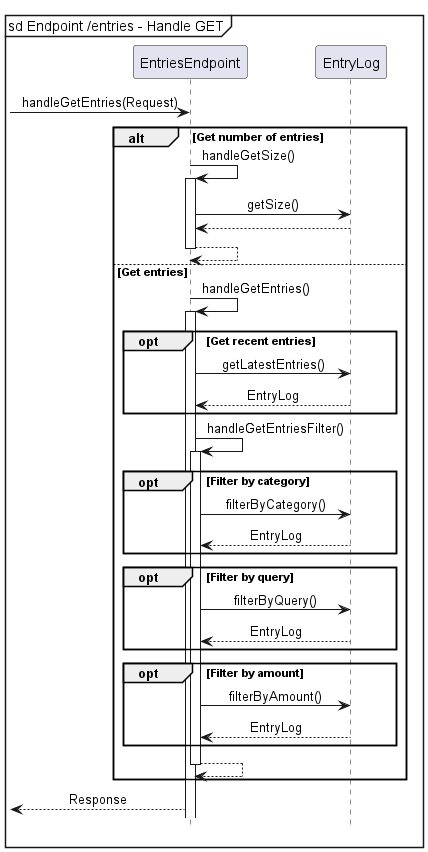 sd Endpoint /entries - Handle GET
EntriesEndpoint
EntryLog
handleGetEntries(Request)
alt
[Get number of entries]
handleGetSize()
getSize()
[Get entries]
handleGetEntries()
opt
[Get recent entries]
getLatestEntries()
EntryLog
handleGetEntriesFilter()
opt
[Filter by category]
filterByCategory()
EntryLog
opt
[Filter by query]
filterByQuery()
EntryLog
opt
[Filter by amount]
filterByAmount()
EntryLog
Response